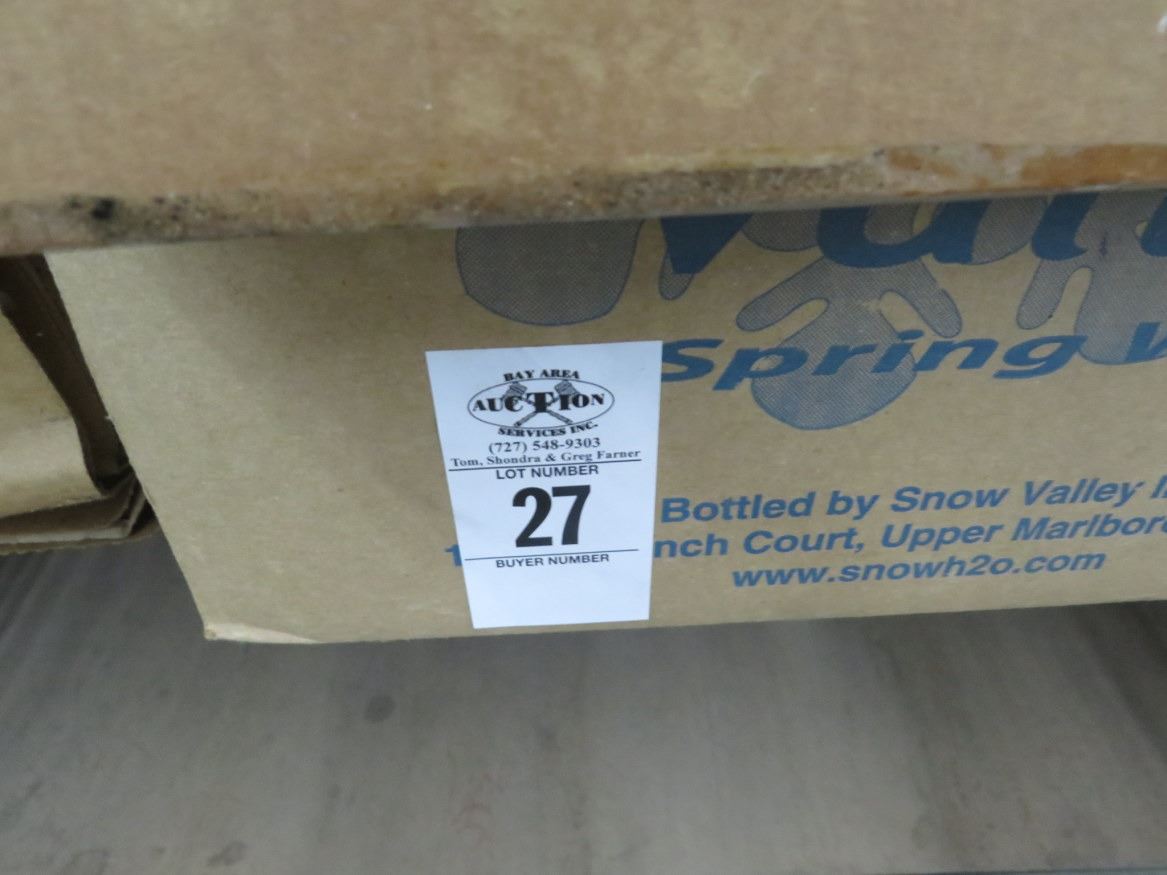 Spring
BAY AREA
AUCTION
SERVICES INC.
(727) 548-9303
Tom, Shondra & Greg Farner
LOT NUMBER
27
BUYER NUMBER
Bottled by Snow Valley
Court, Upper
www.snowh2o.com